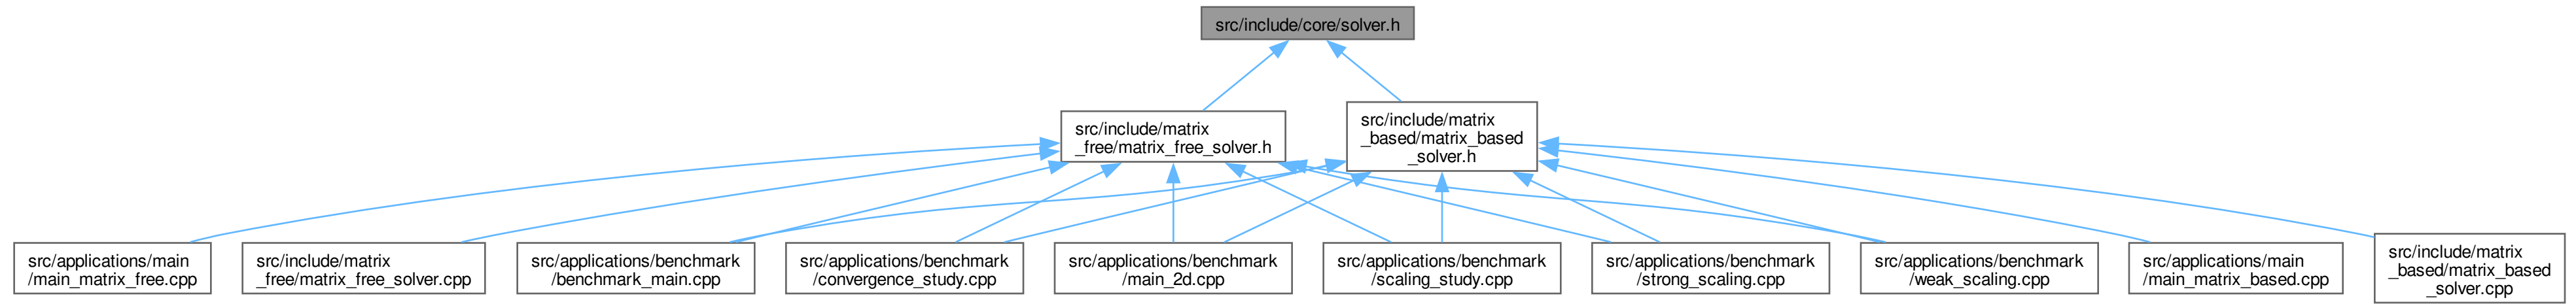 src/include/core/solver.h
src/include/matrix
_free/matrix_free_solver.h
src/include/matrix
_based/matrix_based
_solver.h
src/applications/main
/main_matrix_free.cpp
src/include/matrix
_free/matrix_free_solver.cpp
src/applications/benchmark
/benchmark_main.cpp
src/applications/benchmark
/convergence_study.cpp
src/applications/benchmark
/main_2d.cpp
src/applications/benchmark
/scaling_study.cpp
src/applications/benchmark
/strong_scaling.cpp
src/applications/benchmark
/weak_scaling.cpp
src/applications/main
/main_matrix_based.cpp
src/include/matrix
_based/matrix_based
_solver.cpp